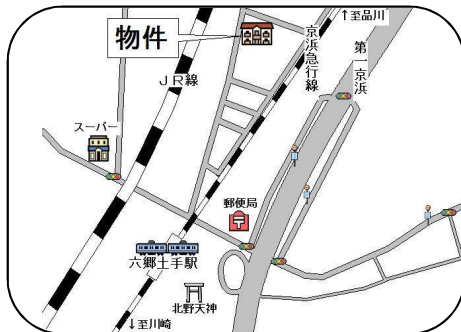 ↑至品川
物件
京浜急行線
第一京浜
JR線
スーパー
郵便局
六郷土手駅
北野天神
↓至川崎